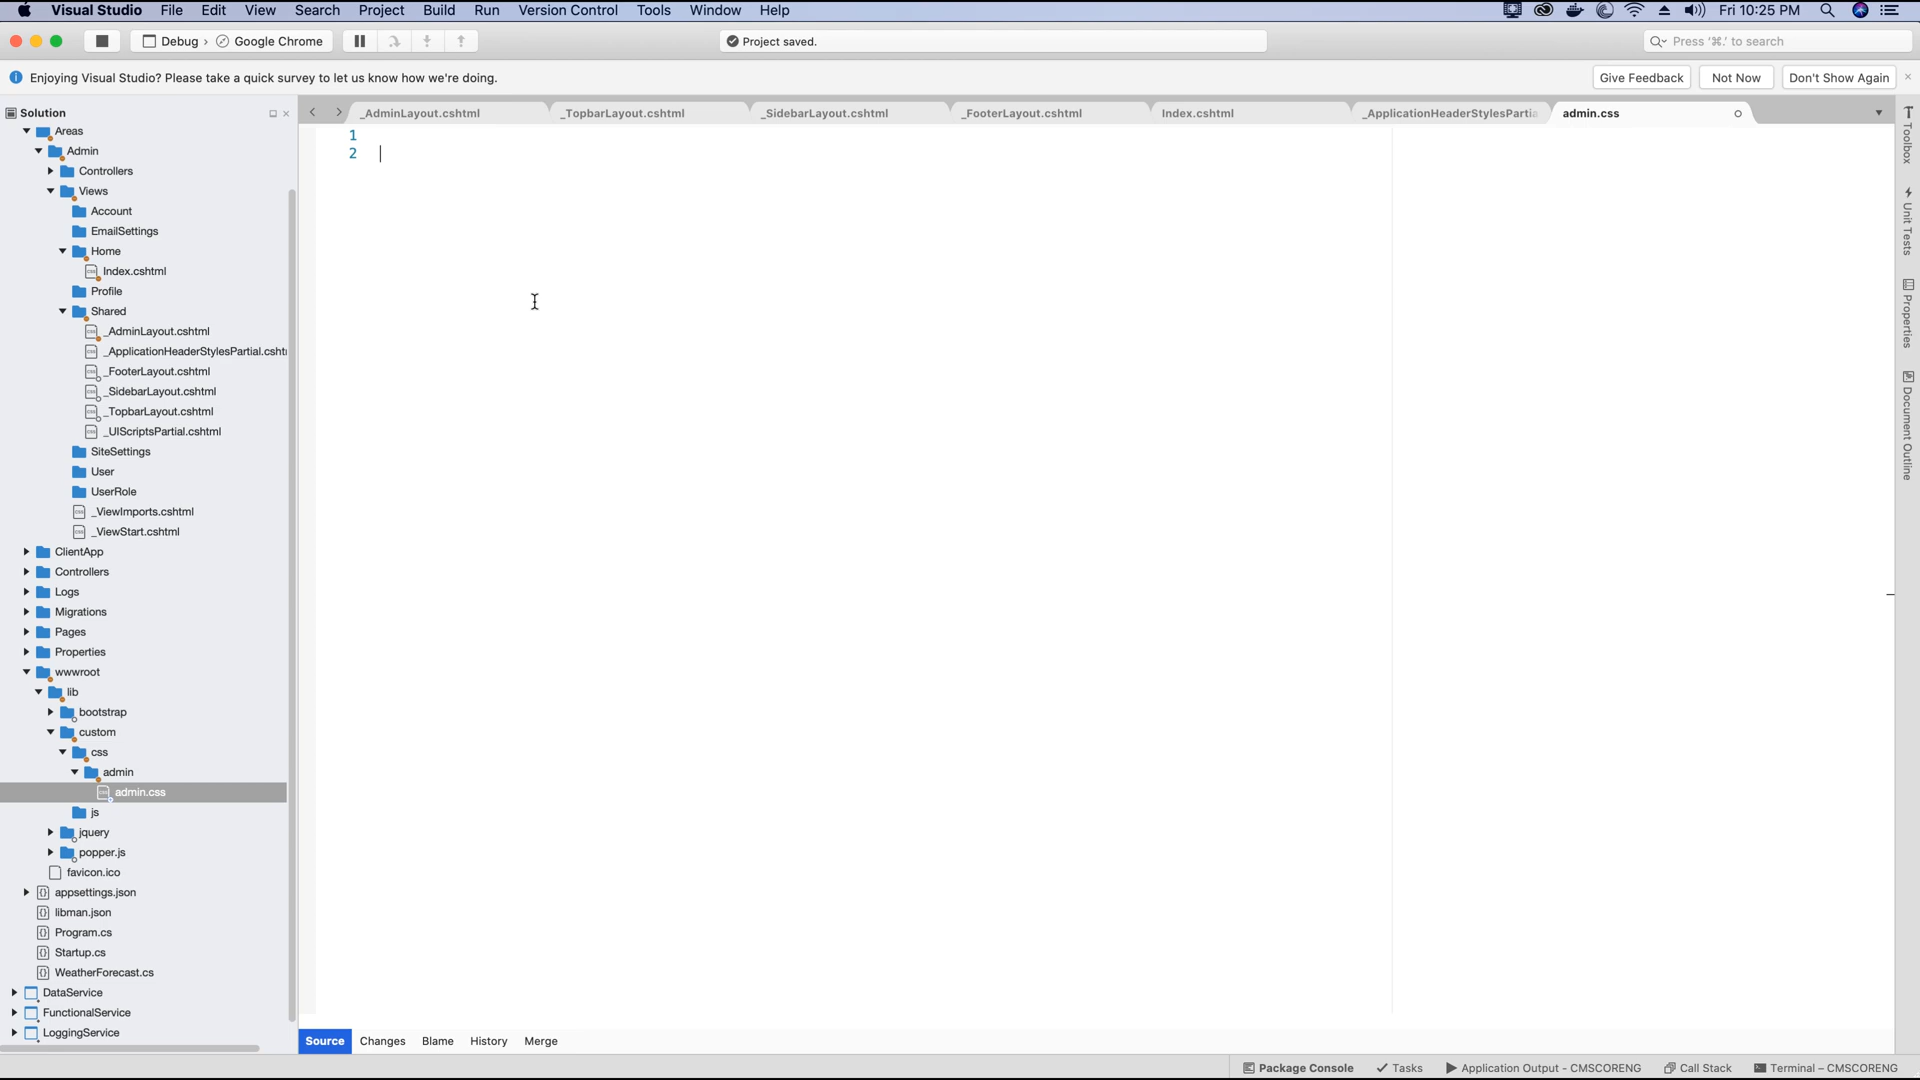 Visual Studio File Edit View Search Project Build Run Version Control Tools Window Help Fri 10:25 PM
Debug › Google Chrome Project saved. Press '⌘.' to search
Enjoying Visual Studio? Please take a quick survey to let us know how we're doing. Give Feedback Not Now Don't Show Again
Solution
_AdminLayout.cshtml _TopbarLayout.cshtml _SidebarLayout.cshtml _FooterLayout.cshtml Index.cshtml _ApplicationHeaderStylesPartia admin.css
1
2
Areas
Admin
Controllers
Views
Account
EmailSettings
Home
Index.cshtml
Profile
Shared
_AdminLayout.cshtml
_ApplicationHeaderStylesPartial.csht
_FooterLayout.cshtml
_SidebarLayout.cshtml
_TopbarLayout.cshtml
_UIScriptsPartial.cshtml
SiteSettings
User
UserRole
_ViewImports.cshtml
_ViewStart.cshtml
ClientApp
Controllers
Logs
Migrations
Pages
Properties
wwwroot
lib
bootstrap
custom
css
admin
admin.css
js
jquery
popper.js
favicon.ico
appsettings.json
libman.json
Program.cs
Startup.cs
WeatherForecast.cs
DataService
FunctionalService
LoggingService
Toolbox
Unit Tests
Properties
Document Outline
Source Changes Blame History Merge
Package Console Tasks Application Output - CMSCORENG Call Stack Terminal – CMSCORENG